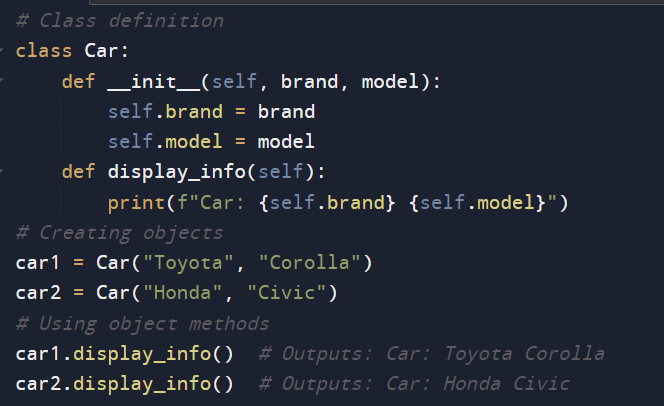 # Class definition
class Car:
    def __init__(self, brand, model):
        self.brand = brand
        self.model = model
    def display_info(self):
        print(f"Car: {self.brand} {self.model}")
# Creating objects
car1 = Car("Toyota", "Corolla")
car2 = Car("Honda", "Civic")
# Using object methods
car1.display_info()  # Outputs: Car: Toyota Corolla
car2.display_info()  # Outputs: Car: Honda Civic